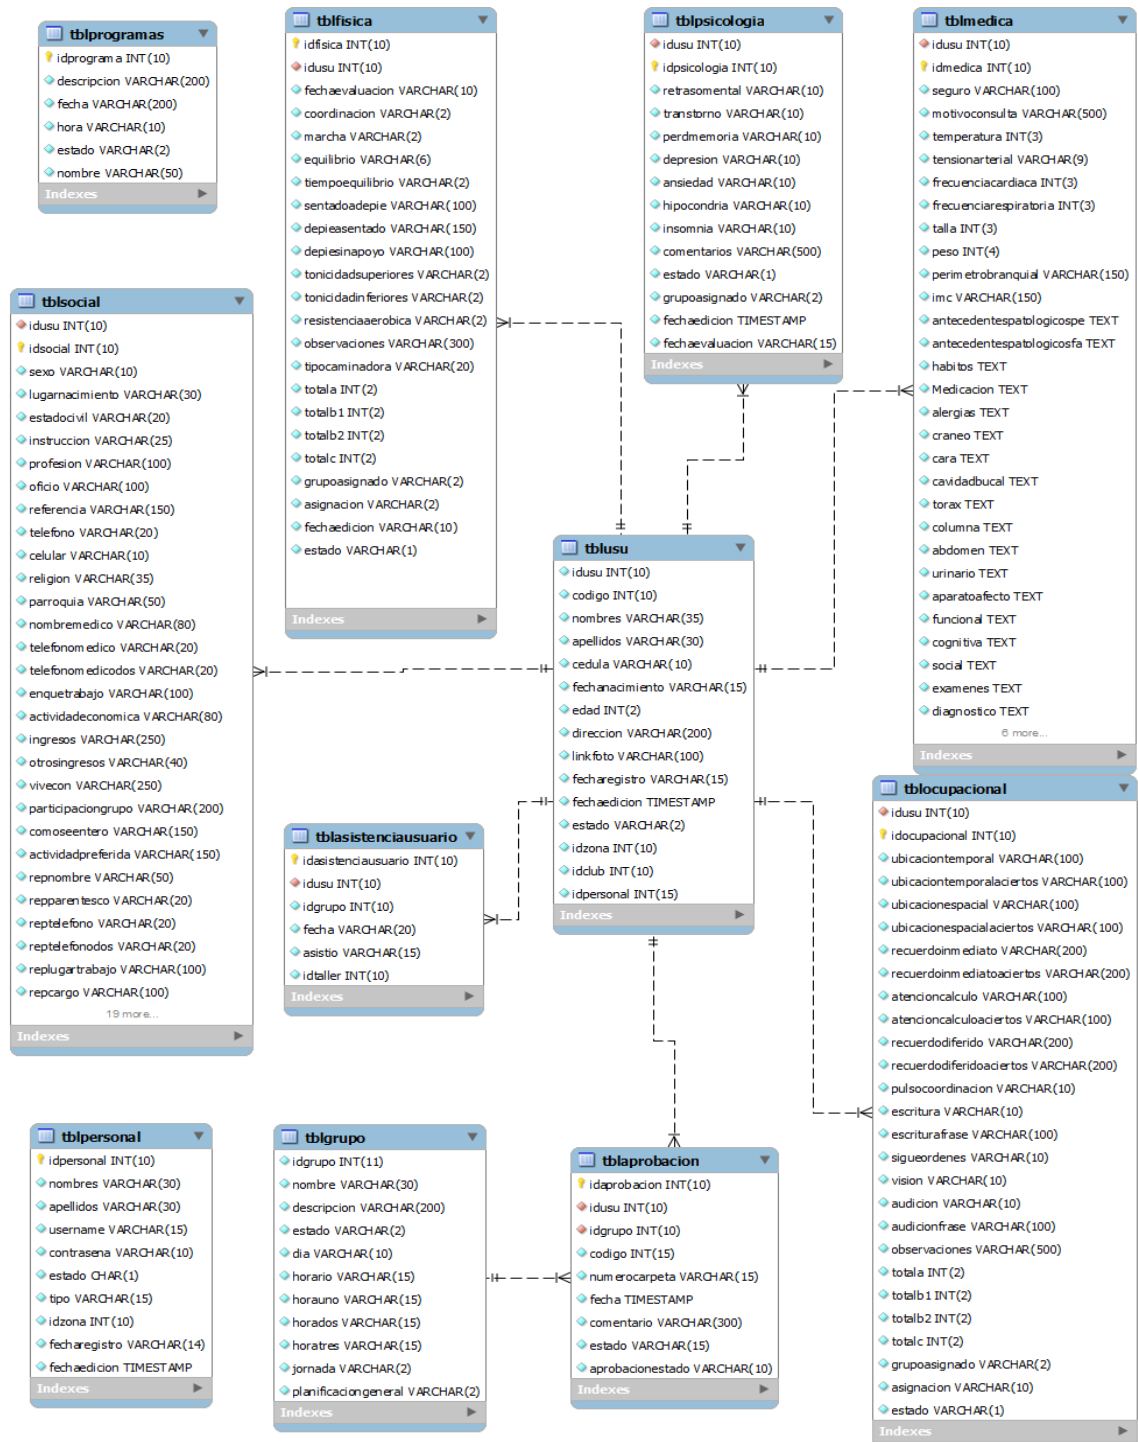 tblprogramas
idprograma INT(10)
descripcion VARCHAR(200)
fecha VARCHAR(200)
hora VARCHAR(10)
estado VARCHAR(2)
nombre VARCHAR(50)
Indexes
tblfisica
idfisica INT(10)
idusu INT(10)
fechaevaluacion VARCHAR(10)
coordinacion VARCHAR(2)
marcha VARCHAR(2)
equilibrio VARCHAR(6)
tiempoequilibrio VARCHAR(2)
sentadoadepie VARCHAR(100)
depieasentado VARCHAR(150)
depiesinapoyo VARCHAR(100)
tonicidadsuperiores VARCHAR(2)
tonicidadinferiores VARCHAR(2)
resistenciaaerobica VARCHAR(2)
observaciones VARCHAR(300)
tipocaminadora VARCHAR(20)
totala INT(2)
totalb1 INT(2)
totalb2 INT(2)
totalc INT(2)
grupoasignado VARCHAR(2)
asignacion VARCHAR(2)
fechaedicion VARCHAR(10)
estado VARCHAR(1)
Indexes
tblpsicologia
idusu INT(10)
idpsicologia INT(10)
retrasomental VARCHAR(10)
transtorno VARCHAR(10)
perdmemoria VARCHAR(10)
depresion VARCHAR(10)
ansiedad VARCHAR(10)
hipocondria VARCHAR(10)
insomnia VARCHAR(10)
comentarios VARCHAR(500)
estado VARCHAR(1)
grupoasignado VARCHAR(2)
fechaedicion TIMESTAMP
fechaevaluacion VARCHAR(15)
Indexes
tblmedica
idusu INT(10)
idmedica INT(10)
seguro VARCHAR(100)
motivoconsulta VARCHAR(500)
temperatura INT(3)
tensionarterial VARCHAR(9)
frecuenciacardiaca INT(3)
frecuenciarespiratoria INT(3)
talla INT(3)
peso INT(4)
perimetrobranquial VARCHAR(150)
imc VARCHAR(150)
antecedentespatologicospe TEXT
antecedentespatologicosfa TEXT
habitos TEXT
Medicacion TEXT
alergias TEXT
craneo TEXT
cara TEXT
cavidadbucal TEXT
torax TEXT
columna TEXT
abdomen TEXT
urinario TEXT
aparatoafecto TEXT
funcional TEXT
cognitiva TEXT
social TEXT
examenes TEXT
diagnostico TEXT
6 more...
Indexes
tblsocial
idusu INT(10)
idsocial INT(10)
sexo VARCHAR(10)
lugarnacimiento VARCHAR(30)
estadocivil VARCHAR(20)
instruccion VARCHAR(25)
profesion VARCHAR(100)
oficio VARCHAR(100)
referencia VARCHAR(150)
telefono VARCHAR(20)
celular VARCHAR(10)
religion VARCHAR(35)
parroquia VARCHAR(50)
nombremedico VARCHAR(80)
telefonomedico VARCHAR(20)
telefonomedicodos VARCHAR(20)
enquetrabajo VARCHAR(100)
actividadeconomica VARCHAR(80)
ingresos VARCHAR(250)
otrosingresos VARCHAR(40)
vivecon VARCHAR(250)
participaciongrupo VARCHAR(200)
comoseentero VARCHAR(150)
actividadpreferida VARCHAR(150)
repnombre VARCHAR(50)
repparentesco VARCHAR(20)
reptelefono VARCHAR(20)
reptelefonodos VARCHAR(20)
replugartrabajo VARCHAR(100)
repcargo VARCHAR(100)
19 more...
Indexes
tblusu
idusu INT(10)
codigo INT(10)
nombres VARCHAR(35)
apellidos VARCHAR(30)
cedula VARCHAR(10)
fechanacimiento VARCHAR(15)
edad INT(2)
direccion VARCHAR(200)
linkfoto VARCHAR(100)
fecharegistro VARCHAR(15)
fechaedicion TIMESTAMP
estado VARCHAR(2)
idzona INT(10)
idclub INT(10)
idpersonal INT(15)
Indexes
tblasistenciausuario
idasistenciausuario INT(10)
idusu INT(10)
idgrupo INT(10)
fecha VARCHAR(20)
asistio VARCHAR(15)
idtaller INT(10)
Indexes
tblocupacional
idusu INT(10)
idocupacional INT(10)
ubicaciontemporal VARCHAR(100)
ubicaciontemporalaciertos VARCHAR(100)
ubicacionespacial VARCHAR(100)
ubicacionespacialaciertos VARCHAR(100)
recuerdoinmediato VARCHAR(200)
recuerdoinmediatoaciertos VARCHAR(200)
atencioncalculo VARCHAR(100)
atencioncalculoaciertos VARCHAR(100)
recuerdodiferido VARCHAR(200)
recuerdodiferidoaciertos VARCHAR(200)
pulsocoordinacion VARCHAR(10)
escritura VARCHAR(10)
escriturafrase VARCHAR(100)
sigueordenes VARCHAR(10)
vision VARCHAR(10)
audicion VARCHAR(10)
audicionfrase VARCHAR(100)
observaciones VARCHAR(500)
totala INT(2)
totalb1 INT(2)
totalb2 INT(2)
totalc INT(2)
grupoasignado VARCHAR(2)
asignacion VARCHAR(10)
estado VARCHAR(1)
Indexes
tblpersonal
idpersonal INT(10)
nombres VARCHAR(30)
apellidos VARCHAR(30)
username VARCHAR(15)
contrasena VARCHAR(10)
estado CHAR(1)
tipo VARCHAR(15)
idzona INT(10)
fecharegistro VARCHAR(14)
fechaedicion TIMESTAMP
Indexes
tblgrupo
idgrupo INT(11)
nombre VARCHAR(30)
descripcion VARCHAR(200)
estado VARCHAR(2)
dia VARCHAR(10)
horario VARCHAR(15)
horauno VARCHAR(15)
horados VARCHAR(15)
horatres VARCHAR(15)
jornada VARCHAR(2)
planificaciongeneral VARCHAR(2)
Indexes
tblaprobacion
idaprobacion INT(10)
idusu INT(10)
idgrupo INT(10)
codigo INT(15)
numerocarpeta VARCHAR(15)
fecha TIMESTAMP
comentario VARCHAR(300)
estado VARCHAR(15)
aprobacionestado VARCHAR(10)
Indexes